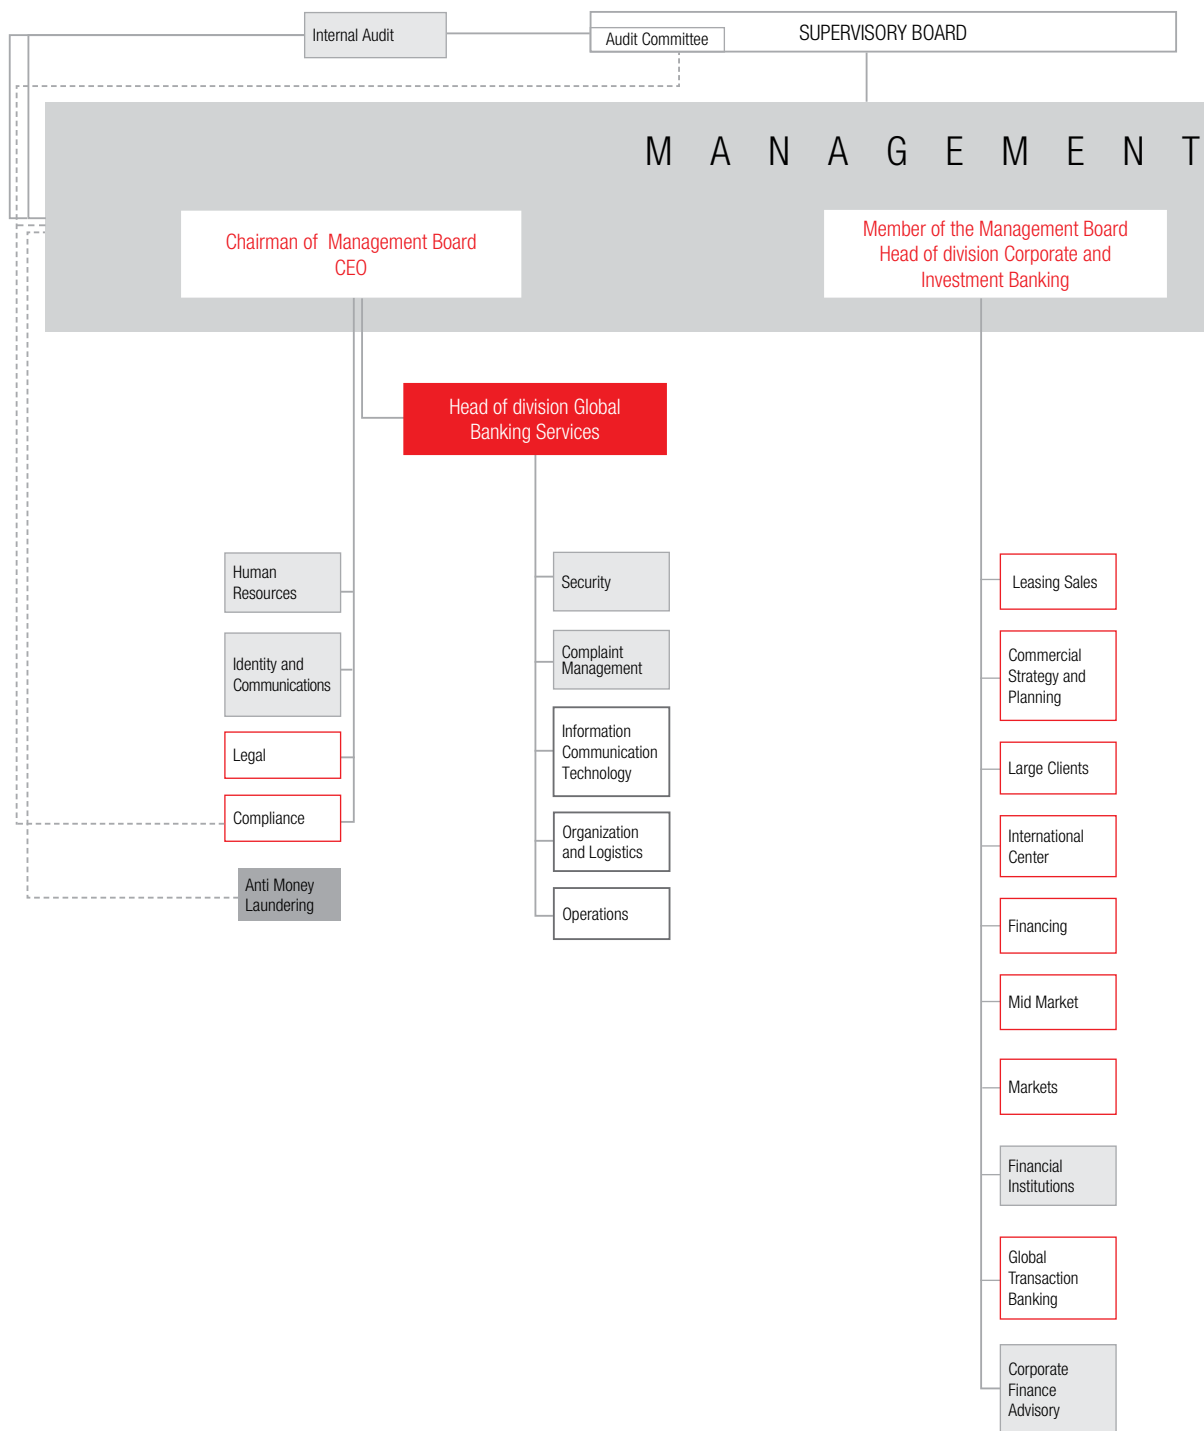 Internal Audit
SUPERVISORY BOARD
Audit Committee
M A N A G E M E N T
Chairman of Management Board
CEO
Member of the Management Board
Head of division Corporate and
Investment Banking
Head of division Global
Banking Services
Human
Resources
Identity and
Communications
Legal
Compliance
Anti Money
Laundering
Security
Complaint
Management
Information
Communication
Technology
Organization
and Logistics
Operations
Leasing Sales
Commercial
Strategy and
Planning
Large Clients
International
Center
Financing
Mid Market
Markets
Financial
Institutions
Global
Transaction
Banking
Corporate
Finance
Advisory